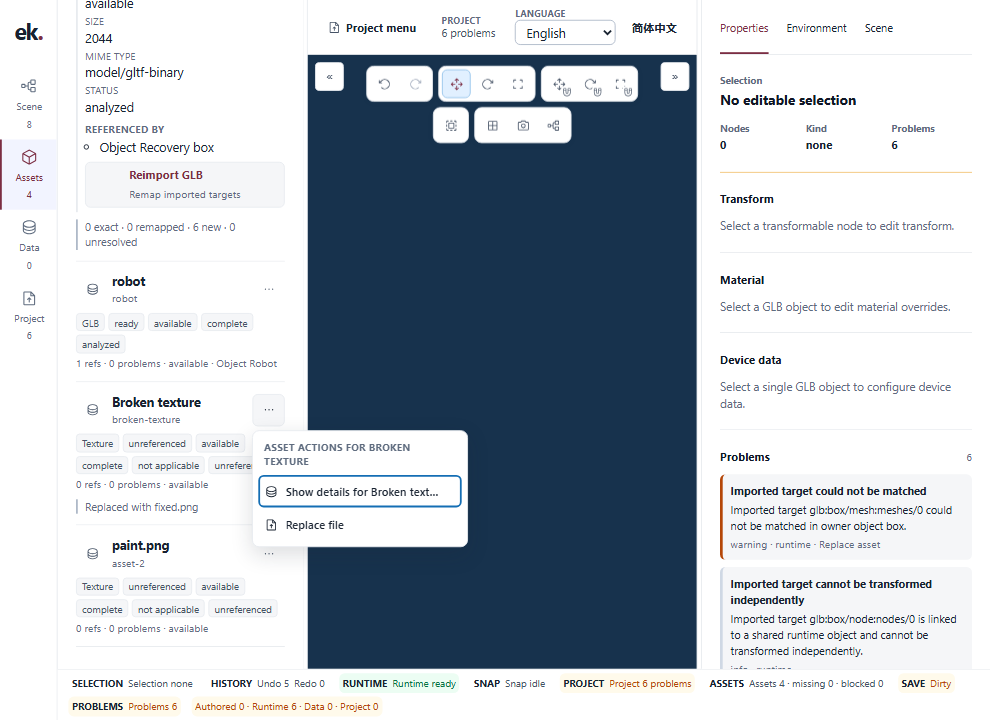 ek.
Scene
8
Assets
4
Data
0
Project
6
available
SIZE
2044
MIME TYPE
model/gltf-binary
STATUS
analyzed
REFERENCED BY
Object Recovery box
Reimport GLB
Remap imported targets
0 exact · 0 remapped · 6 new · 0
unresolved
robot
robot
...
GLB ready available complete
analyzed
1 refs · 0 problems · available · Object Robot
Broken texture
broken-texture
...
Texture unreferenced available
complete not applicable
0 refs · 0 problems · available
Replaced with fixed.png
paint.png
asset-2
...
Texture unreferenced available
complete not applicable unreferenced
0 refs · 0 problems · available
ASSET ACTIONS FOR BROKEN
TEXTURE
Show details for Broken text...
Replace file
Project menu
PROJECT
6 problems
LANGUAGE
English
简体中文
«
»
Properties Environment Scene
Selection
No editable selection
Nodes Kind Problems
0 none 6
Transform
Select a transformable node to edit transform.
Material
Select a GLB object to edit material overrides.
Device data
Select a single GLB object to configure device
data.
Problems 6
Imported target could not be matched
Imported target glb:box/mesh:meshes/0 could
not be matched in owner object box.
warning · runtime · Replace asset
Imported target cannot be transformed
independently
Imported target glb:box/node:nodes/0 is linked
to a shared runtime object and cannot be
transformed independently.
SELECTION Selection none HISTORY Undo 5 Redo 0 RUNTIME Runtime ready SNAP Snap idle PROJECT Project 6 problems ASSETS Assets 4 · missing 0 · blocked 0 SAVE Dirty
PROBLEMS Problems 6 Authored 0 · Runtime 6 · Data 0 · Project 0